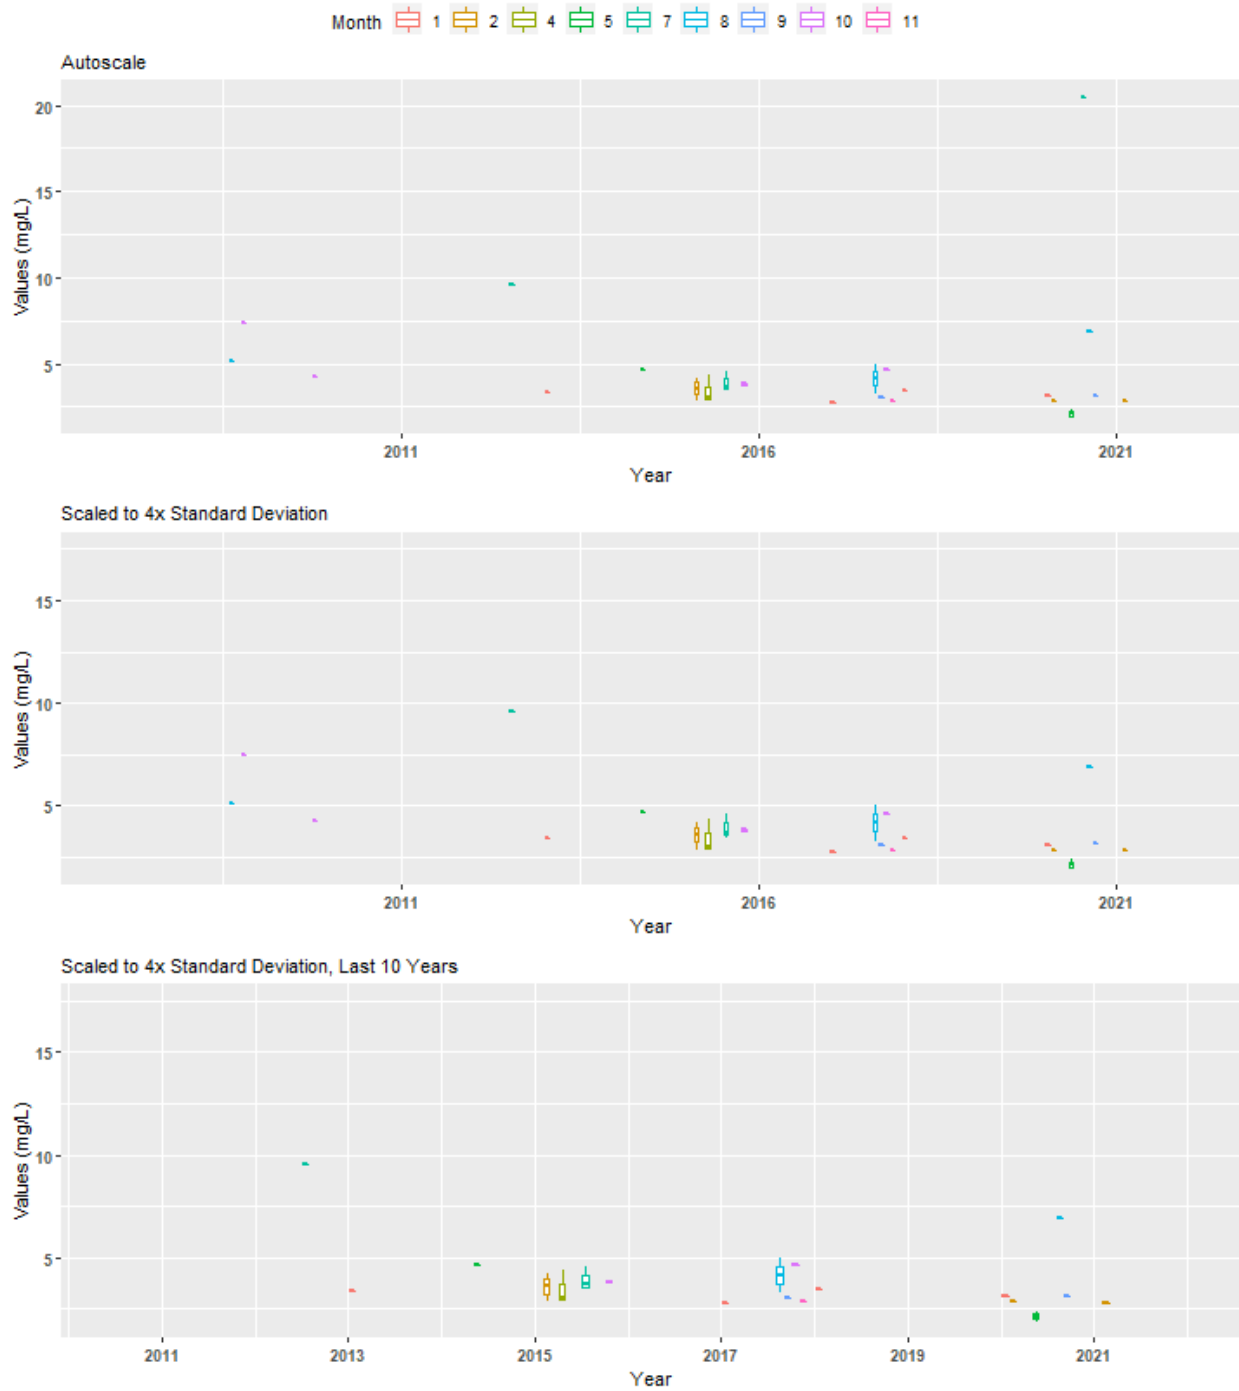 Month 1 2 4 5 7 8 9 10 11
Autoscale
Values (mg/L)
20
15
10
5
2011 2016 2021
Year
Scaled to 4x Standard Deviation
Values (mg/L)
15
10
5
2011 2016 2021
Year
Scaled to 4x Standard Deviation, Last 10 Years
Values (mg/L)
15
10
5
2011 2013 2015 2017 2019 2021
Year